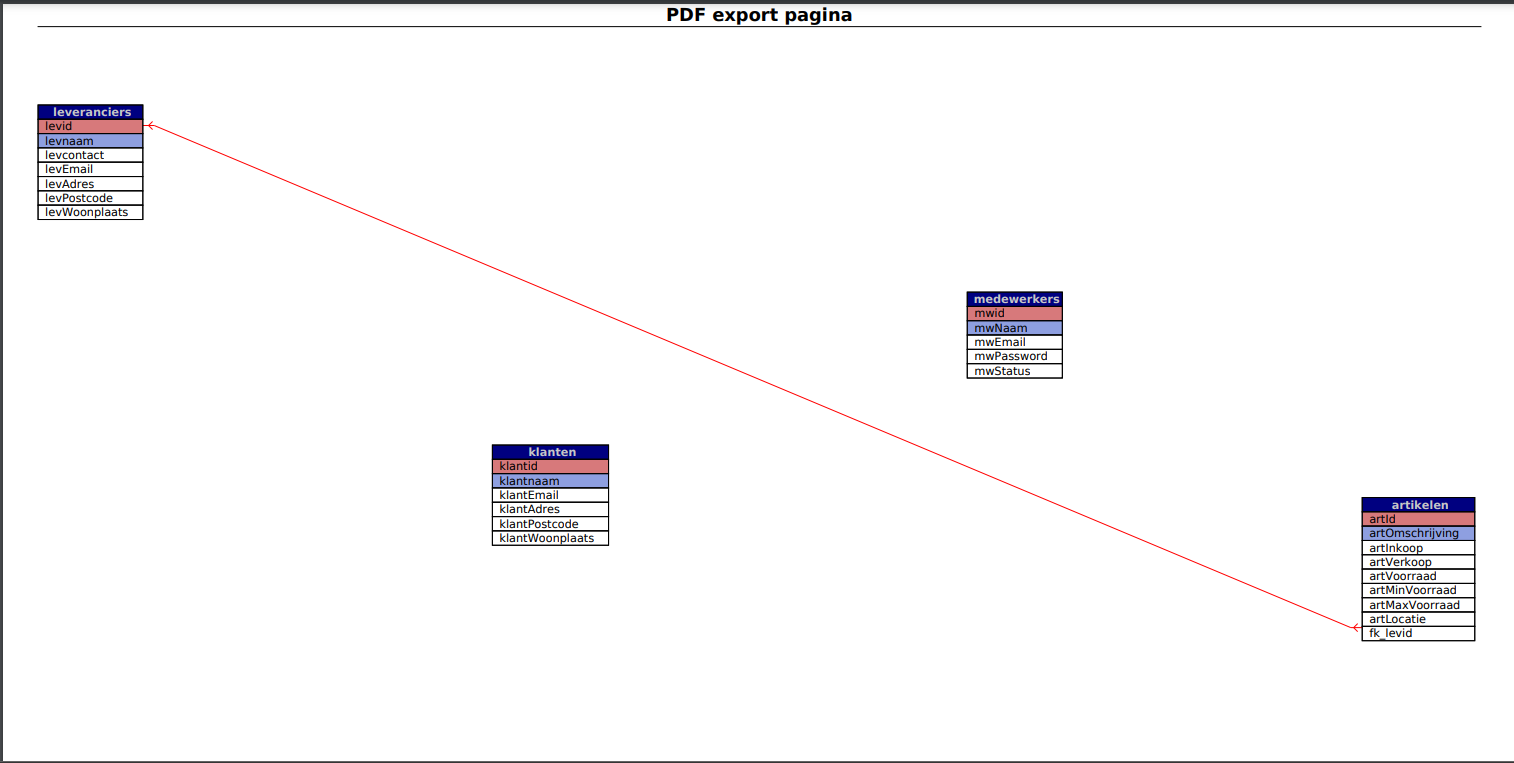 PDF export pagina
leveranciers
levid
levnaam
levcontact
levEmail
levAdres
levPostcode
levWoonplaats
medewerkers
mwid
mwNaam
mwEmail
mwPassword
mwStatus
klanten
klantid
klantnaam
klantEmail
klantAdres
klantPostcode
klantWoonplaats
artikelen
artId
artOmschrijving
artInkoop
artVerkoop
artVoorraad
artMinVoorraad
artMaxVoorraad
artLocatie
fk_levid